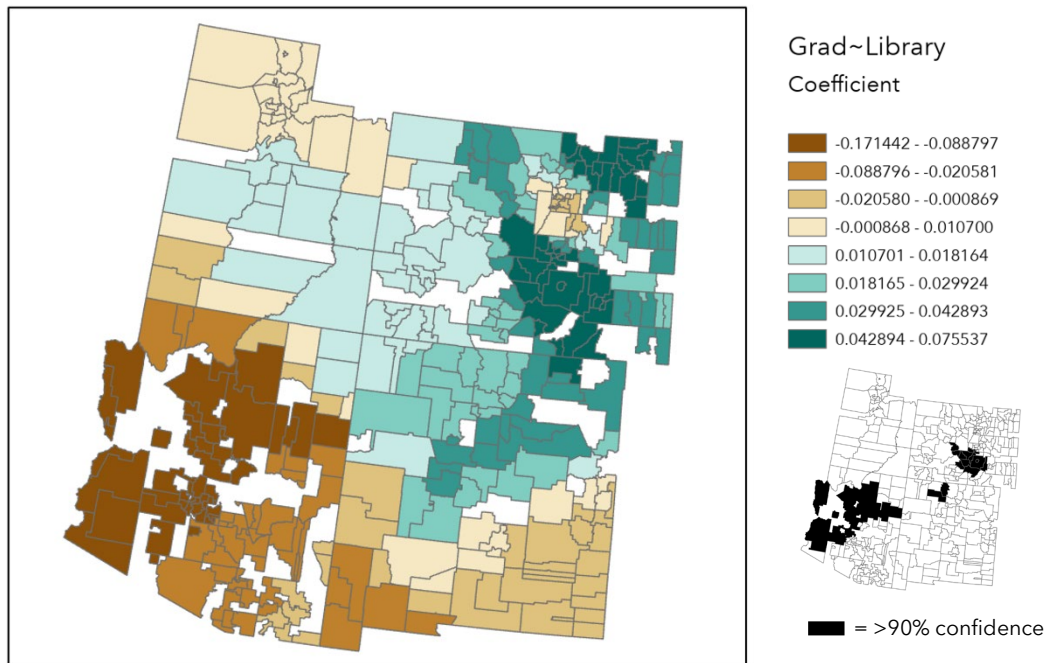 Grad~Library
Coefficient
-0.171442 - -0.088797
-0.088796 - -0.020581
-0.020580 - -0.000869
-0.000868 - 0.010700
0.010701 - 0.018164
0.018165 - 0.029924
0.029925 - 0.042893
0.042894 - 0.075537
= >90% confidence